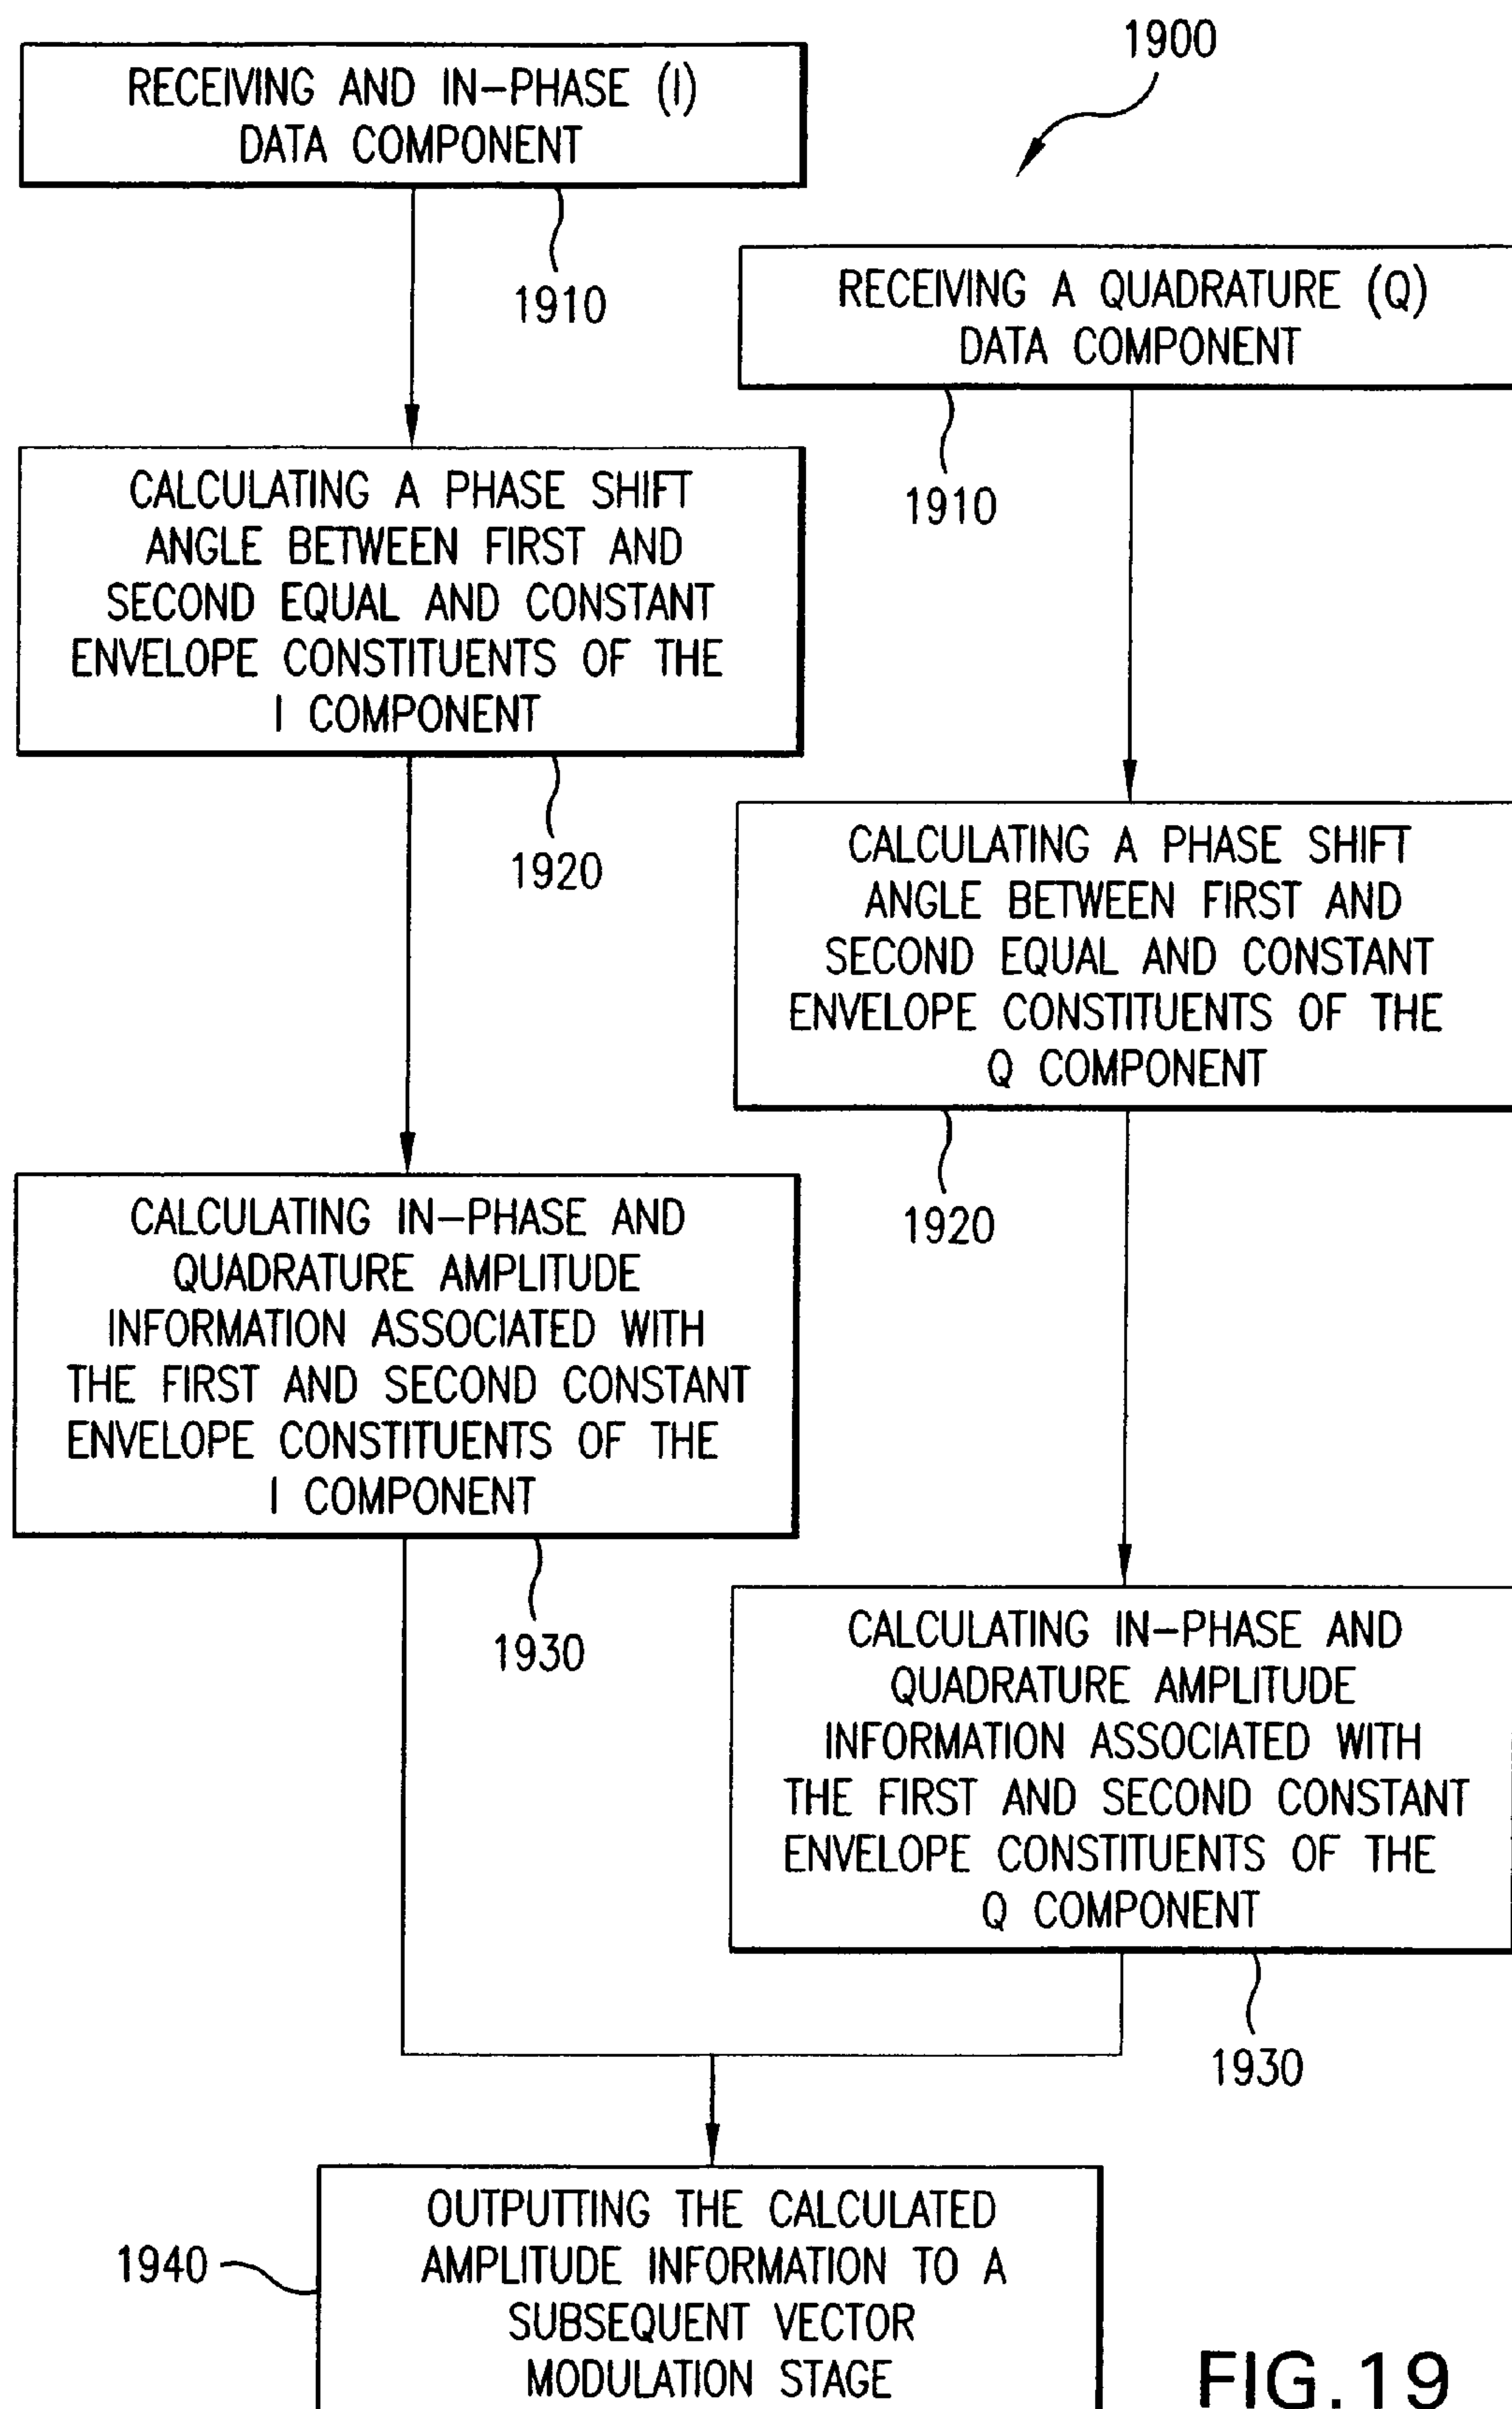 1900
RECEIVING AND IN-PHASE (I)
DATA COMPONENT
1910
RECEIVING A QUADRATURE (Q)
DATA COMPONENT
1910
CALCULATING A PHASE SHIFT
ANGLE BETWEEN FIRST AND
SECOND EQUAL AND CONSTANT
ENVELOPE CONSTITUENTS OF THE
I COMPONENT
1920
CALCULATING A PHASE SHIFT
ANGLE BETWEEN FIRST AND
SECOND EQUAL AND CONSTANT
ENVELOPE CONSTITUENTS OF THE
Q COMPONENT
1920
CALCULATING IN-PHASE AND
QUADRATURE AMPLITUDE
INFORMATION ASSOCIATED WITH
THE FIRST AND SECOND CONSTANT
ENVELOPE CONSTITUENTS OF THE
I COMPONENT
1930
CALCULATING IN-PHASE AND
QUADRATURE AMPLITUDE
INFORMATION ASSOCIATED WITH
THE FIRST AND SECOND CONSTANT
ENVELOPE CONSTITUENTS OF THE
Q COMPONENT
1930
OUTPUTTING THE CALCULATED
AMPLITUDE INFORMATION TO A
SUBSEQUENT VECTOR
MODULATION STAGE
1940
FIG.19